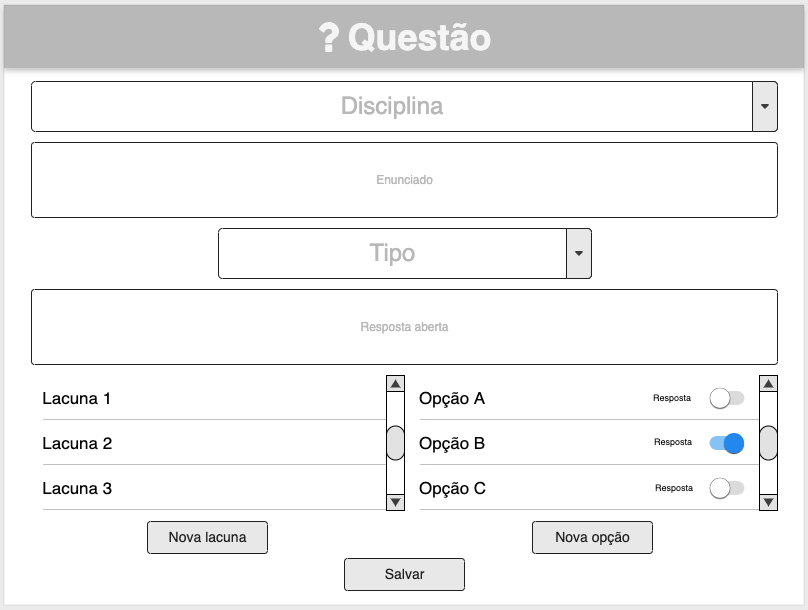 ? Questão
Disciplina
Enunciado
Tipo
Resposta aberta
Lacuna 1
Lacuna 2
Lacuna 3
Nova lacuna
Opção A Resposta
Opção B Resposta
Opção C Resposta
Nova opção
Salvar